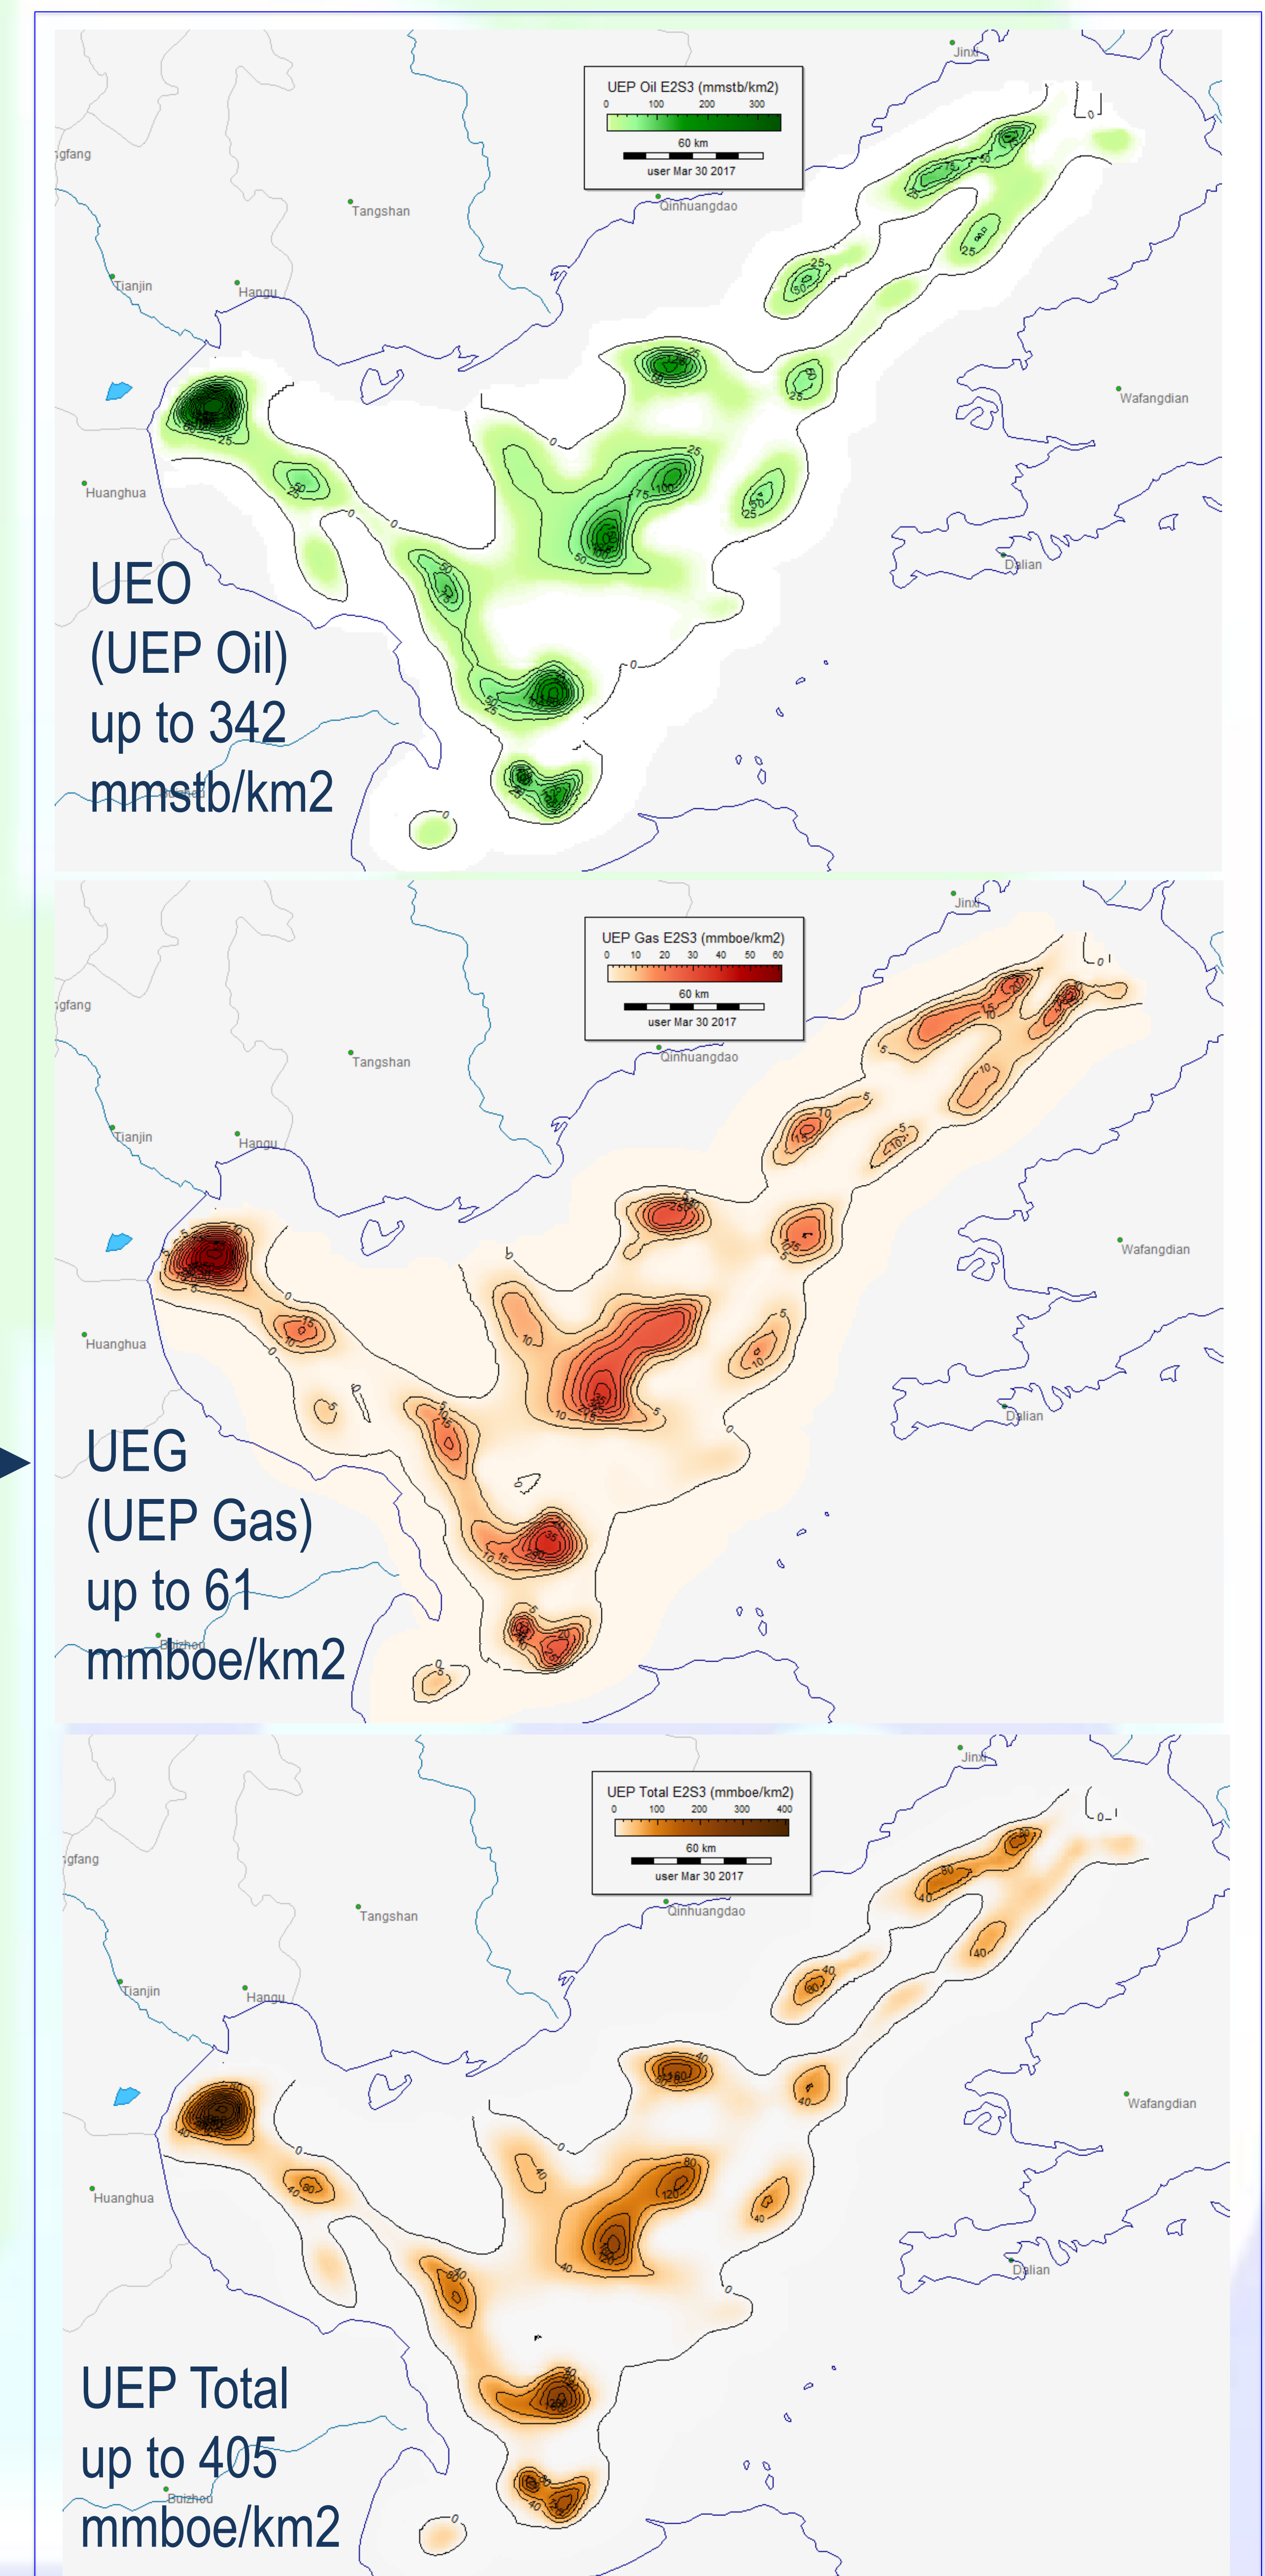 Jinxi
UEP Oil E2S3 (mmstb/km2)
0 100 200 300
60 km
user Mar 30 2017
gfang
Tangshan
Qinhuangdao
Tianjin
Hangu
Wafangdian
Huanghua
Dalian
UEO
(UEP Oil)
up to 342
mmstb/km2
Jinxi
UEP Gas E2S3 (mmboe/km2)
0 10 20 30 40 50 60
60 km
user Mar 30 2017
gfang
Tangshan
Qinhuangdao
Tianjin
Hangu
Wafangdian
Huanghua
Dalian
UEG
(UEP Gas)
up to 61
Buizhou
mmboe/km2
Jinxi
UEP Total E2S3 (mmboe/km2)
0 100 200 300 400
60 km
user Mar 30 2017
gfang
Tangshan
Qinhuangdao
Tianjin
Hangu
Wafangdian
Huanghua
Dalian
UEP Total
up to 405
Buizhou
mmboe/km2